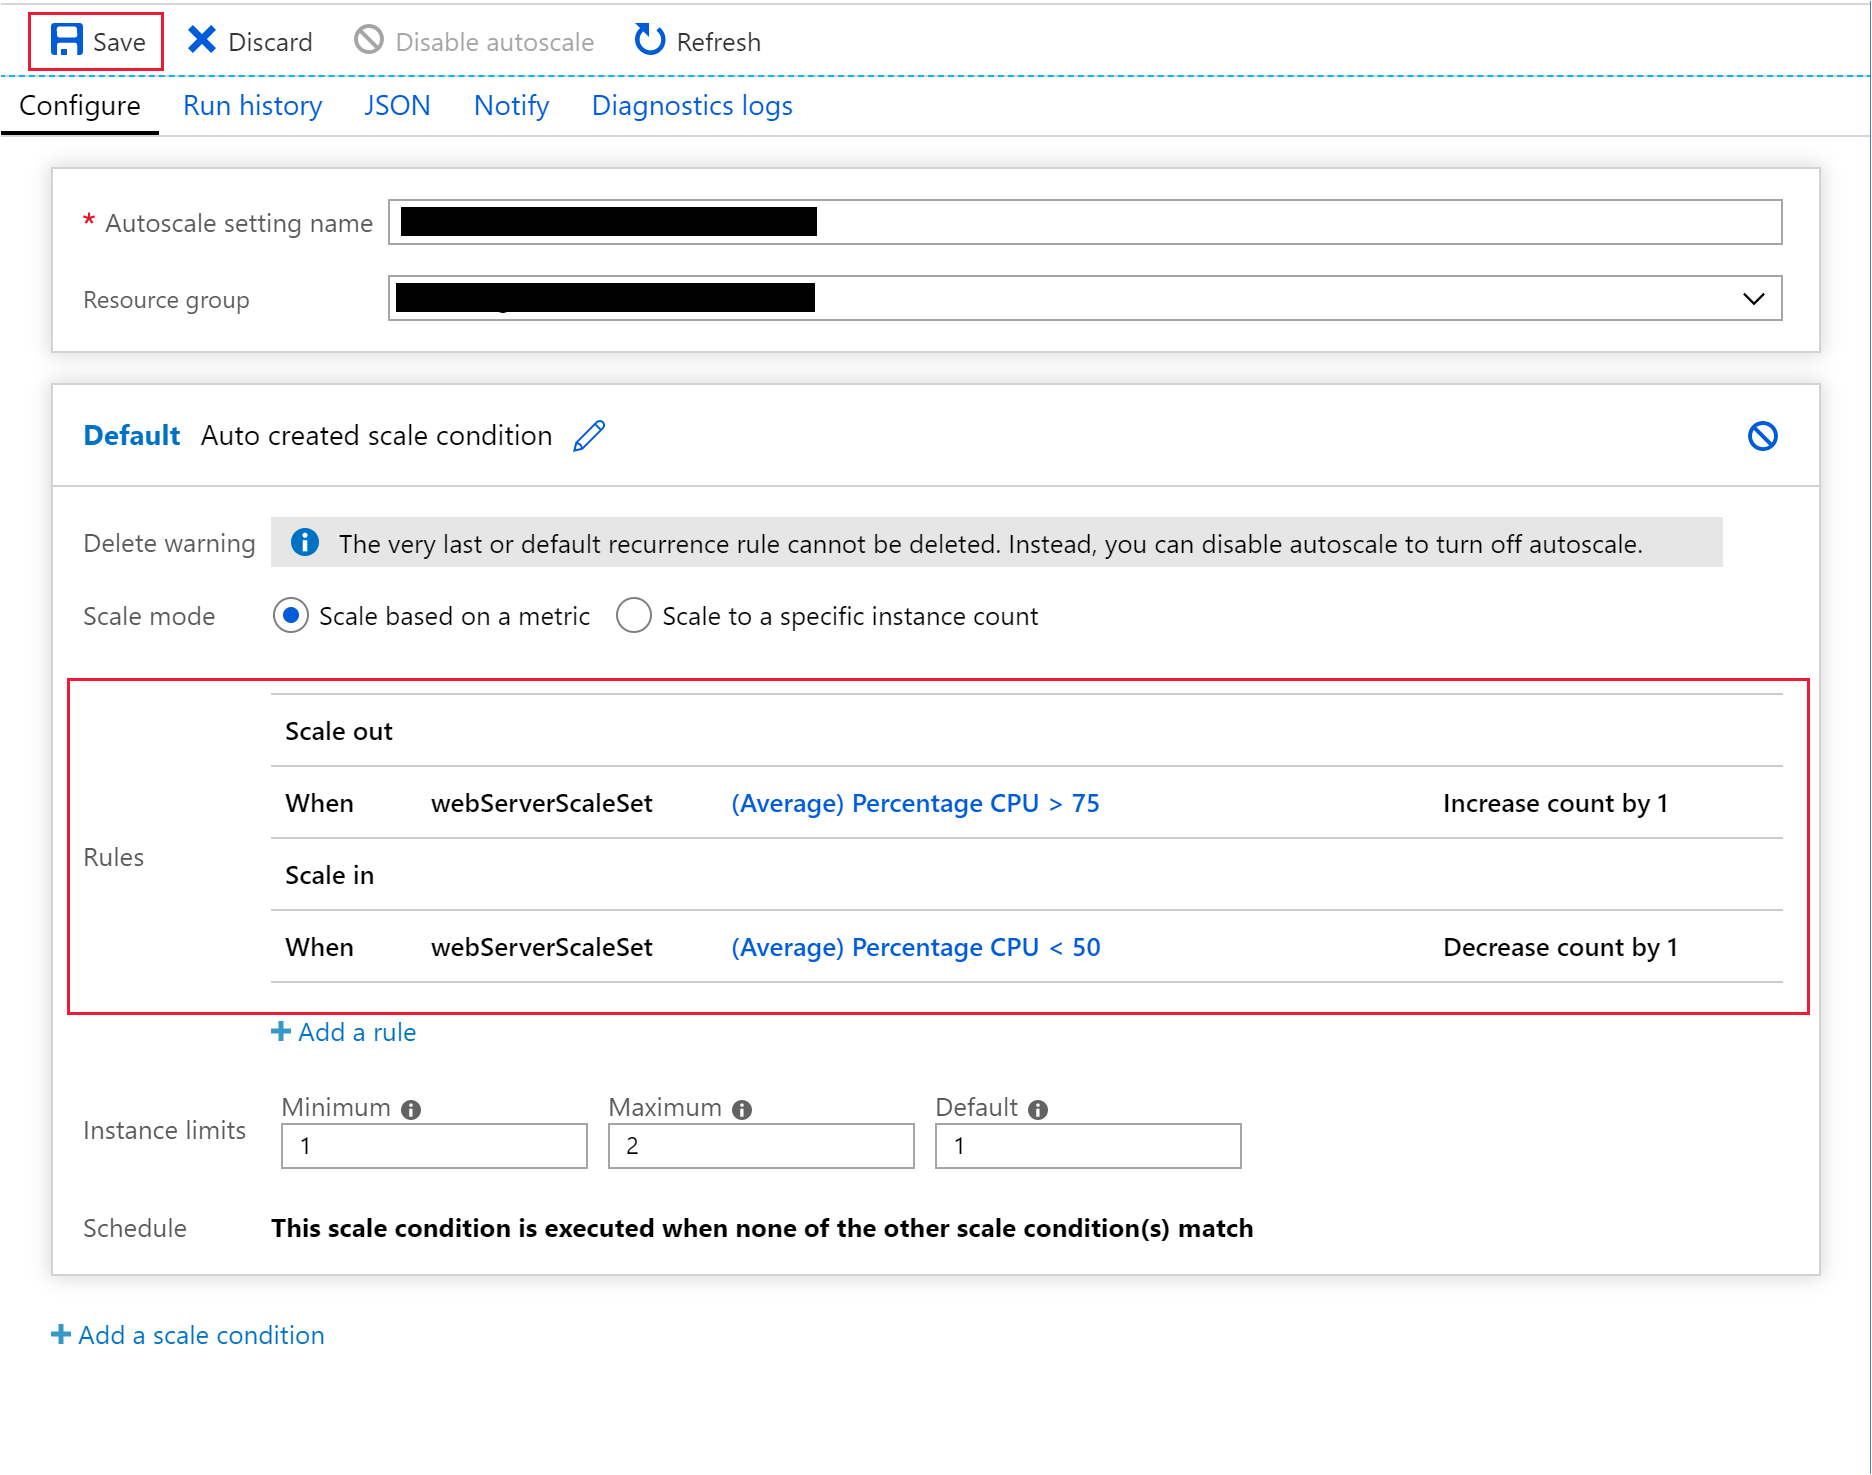 Save Discard Disable autoscale Refresh
Configure Run history JSON Notify Diagnostics logs
* Autoscale setting name
Resource group
Default Auto created scale condition
Delete warning The very last or default recurrence rule cannot be deleted. Instead, you can disable autoscale to turn off autoscale.
Scale mode Scale based on a metric Scale to a specific instance count
Scale out
When webServerScaleSet (Average) Percentage CPU > 75 Increase count by 1
Rules
Scale in
When webServerScaleSet (Average) Percentage CPU < 50 Decrease count by 1
+ Add a rule
Minimum Maximum Default
Instance limits 1 2 1
Schedule This scale condition is executed when none of the other scale condition(s) match
+ Add a scale condition